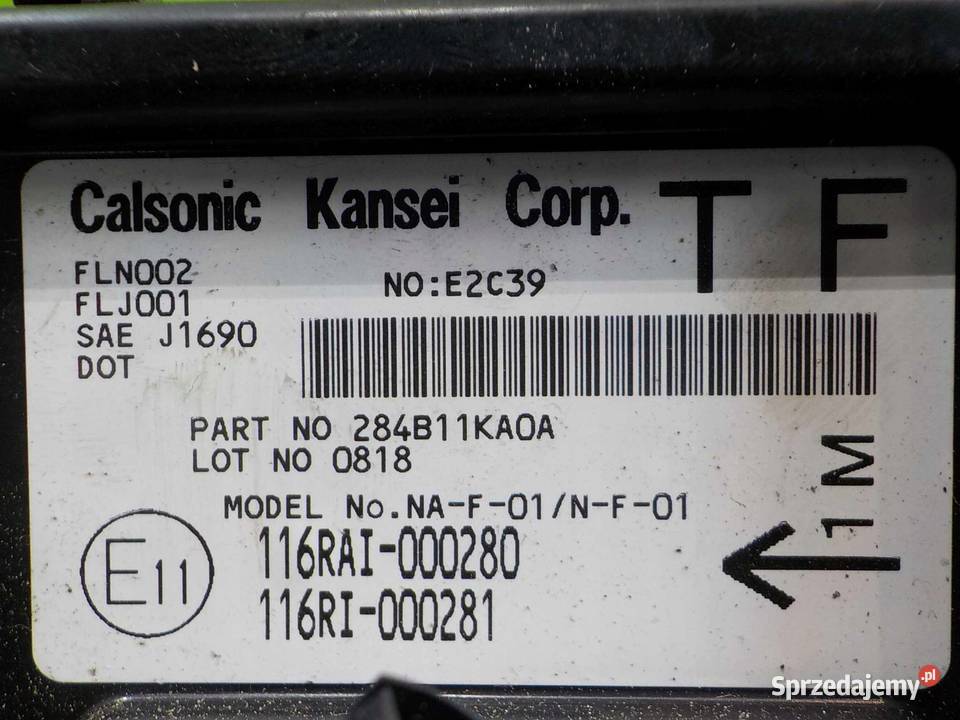 Calsonic Kansei Corp. T F
FLN002
FLJ001
NO:E2C39
SAE J1690
DOT
PART NO 284B11KA0A
LOT NO 0818
1M
MODEL No.NA-F-01/N-F-01
E11
116RAI-000280
116RI-000281
Sprzedajemy.pl